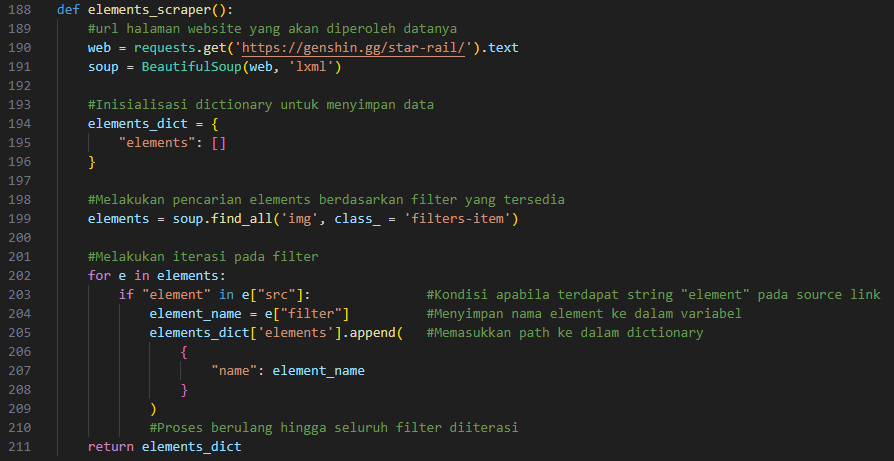 188 def elements_scraper():
189     #url halaman website yang akan diperoleh datanya
190     web = requests.get('https://genshin.gg/star-rail/').text
191     soup = BeautifulSoup(web, 'lxml')
192
193     #Inisialisasi dictionary untuk menyimpan data
194     elements_dict = {
195         "elements": []
196     }
197
198     #Melakukan pencarian elements berdasarkan filter yang tersedia
199     elements = soup.find_all('img', class_ = 'filters-item')
200
201     #Melakukan iterasi pada filter
202     for e in elements:
203         if "element" in e["src"]:               #Kondisi apabila terdapat string "element" pada source link
204             element_name = e["filter"]          #Menyimpan nama element ke dalam variabel
205             elements_dict['elements'].append(   #Memasukkan path ke dalam dictionary
206                 {
207                     "name": element_name
208                 }
209             )
210             #Proses berulang hingga seluruh filter diiterasi
211     return elements_dict